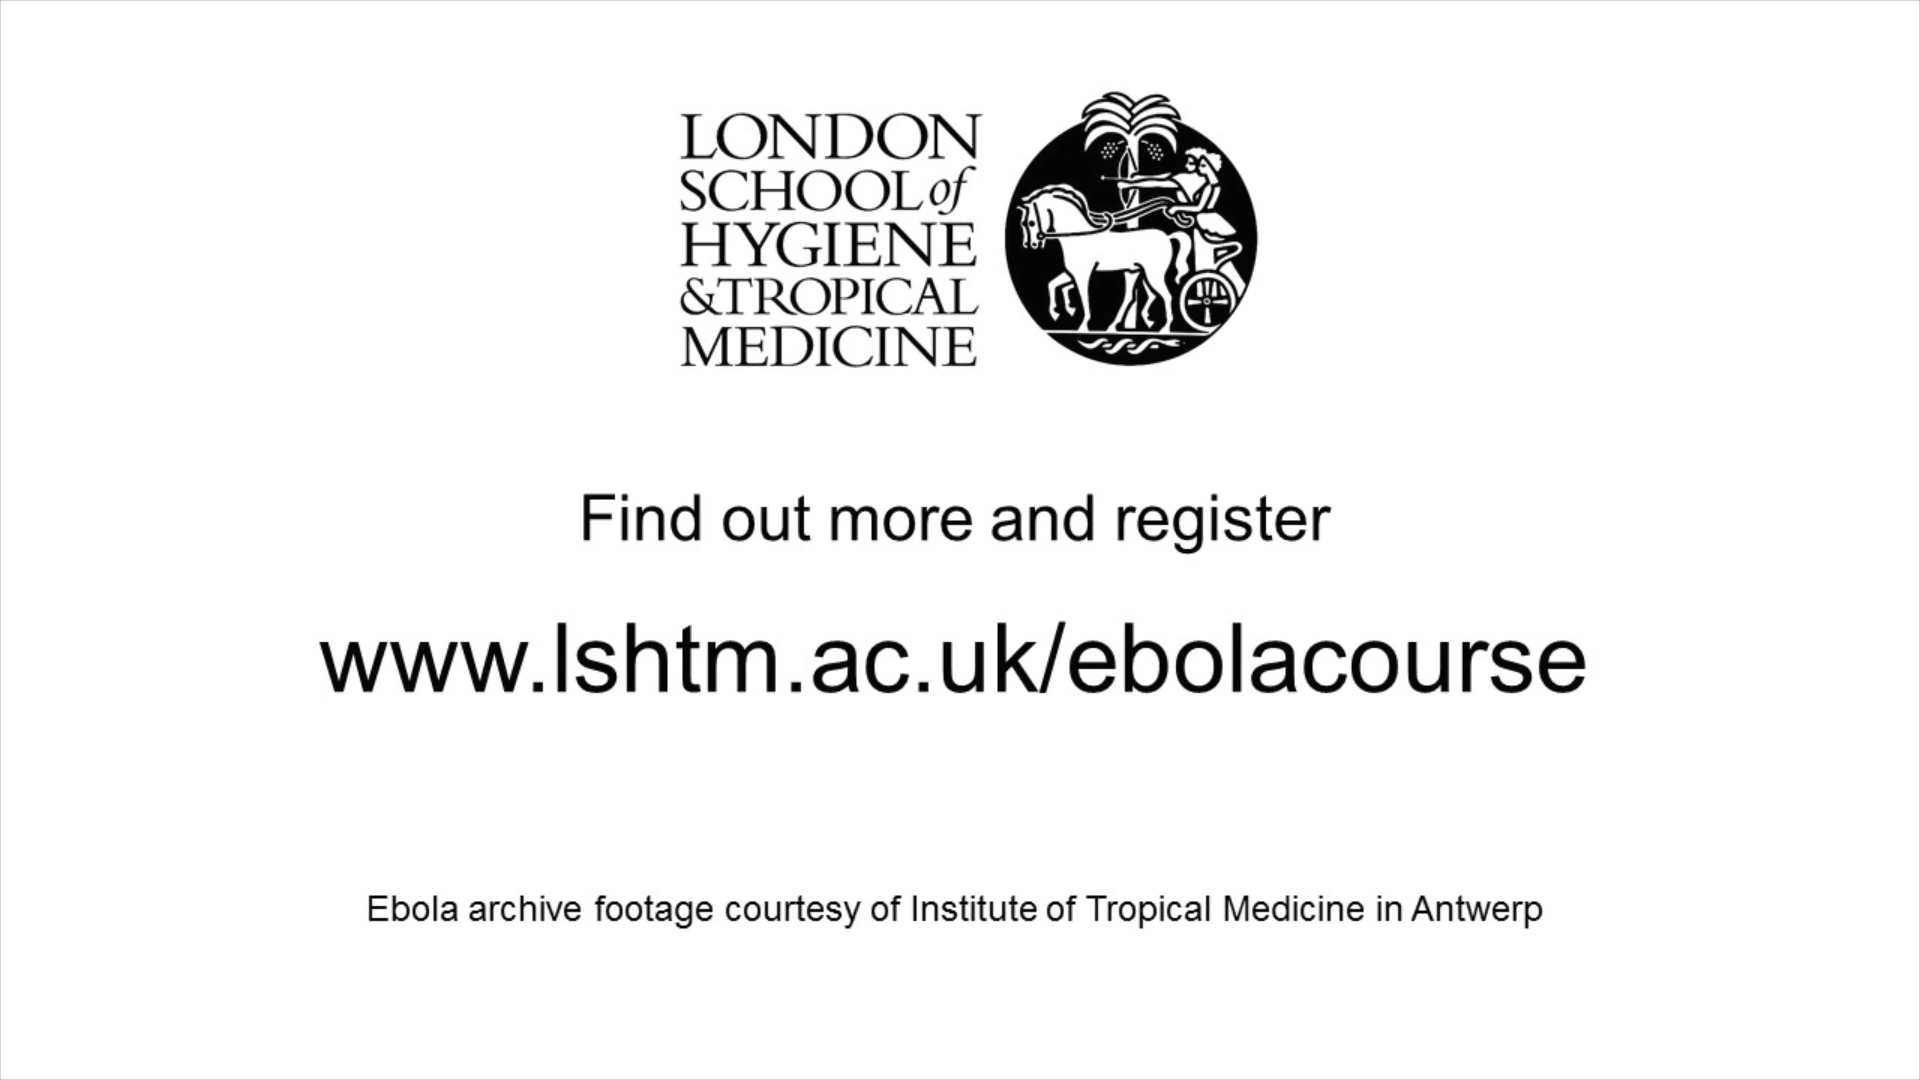 LONDON
SCHOOL of
HYGIENE
&TROPICAL
MEDICINE
Find out more and register
www.lshtm.ac.uk/ebolacourse
Ebola archive footage courtesy of Institute of Tropical Medicine in Antwerp